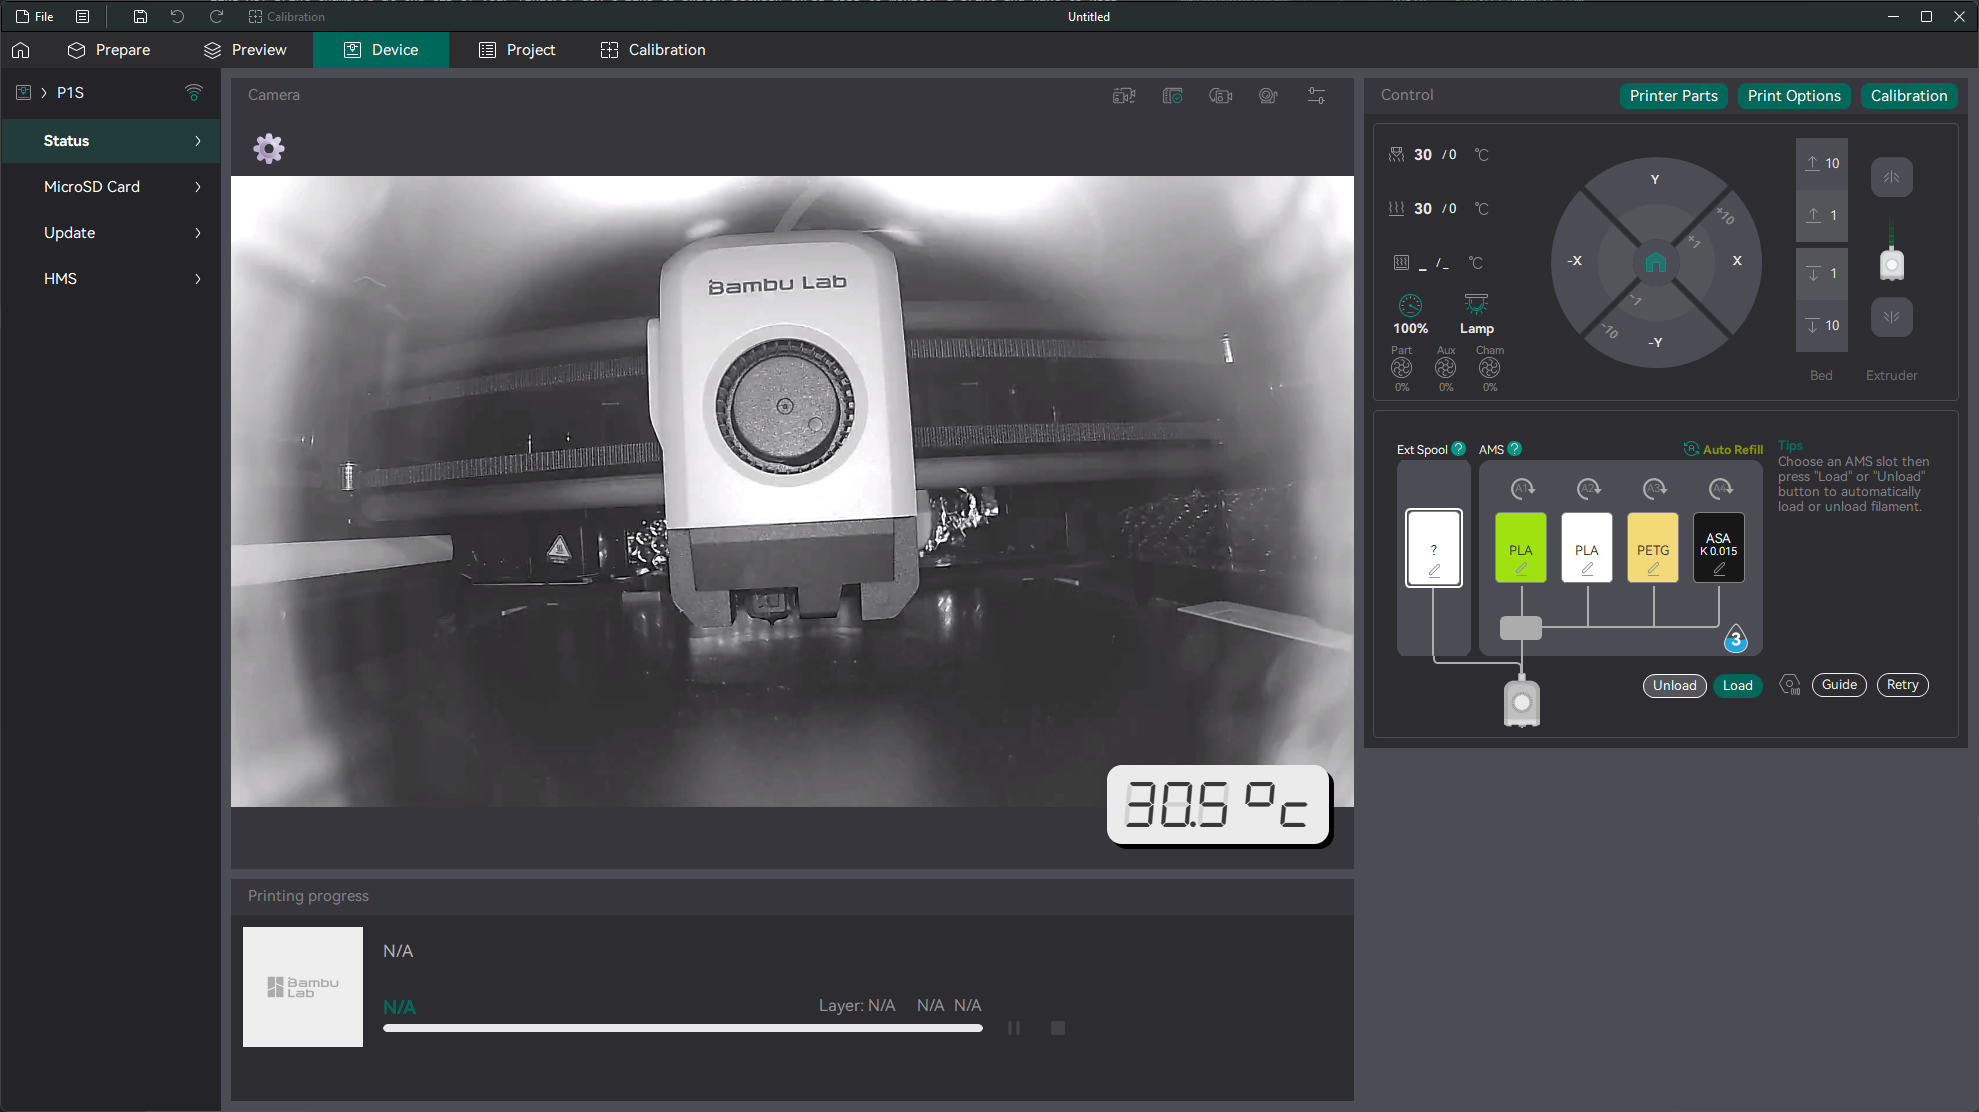 File
Calibration
Untitled
Prepare
Preview
Device
Project
Calibration
P1S
Status
MicroSD Card
Update
HMS
Camera
Bambu Lab
30.5 °C
Printing progress
Bambu
Lab
N/A
N/A
Layer: N/A N/A N/A
Control
Printer Parts
Print Options
Calibration
30 /0 °C
30 /0 °C
_ /_ °C
100%
Lamp
Part
Aux
Cham
0%
0%
0%
Y
+10
+1
-X
X
-1
-10
-Y
10
1
1
10
Bed
Extruder
Ext Spool ?
AMS ?
Auto Refill
A1
A2
A3
A4
?
PLA
PLA
PETG
ASA
K 0.015
3
Unload
Load
Tips
Choose an AMS slot then
press "Load" or "Unload"
button to automatically
load or unload filament.
Guide
Retry